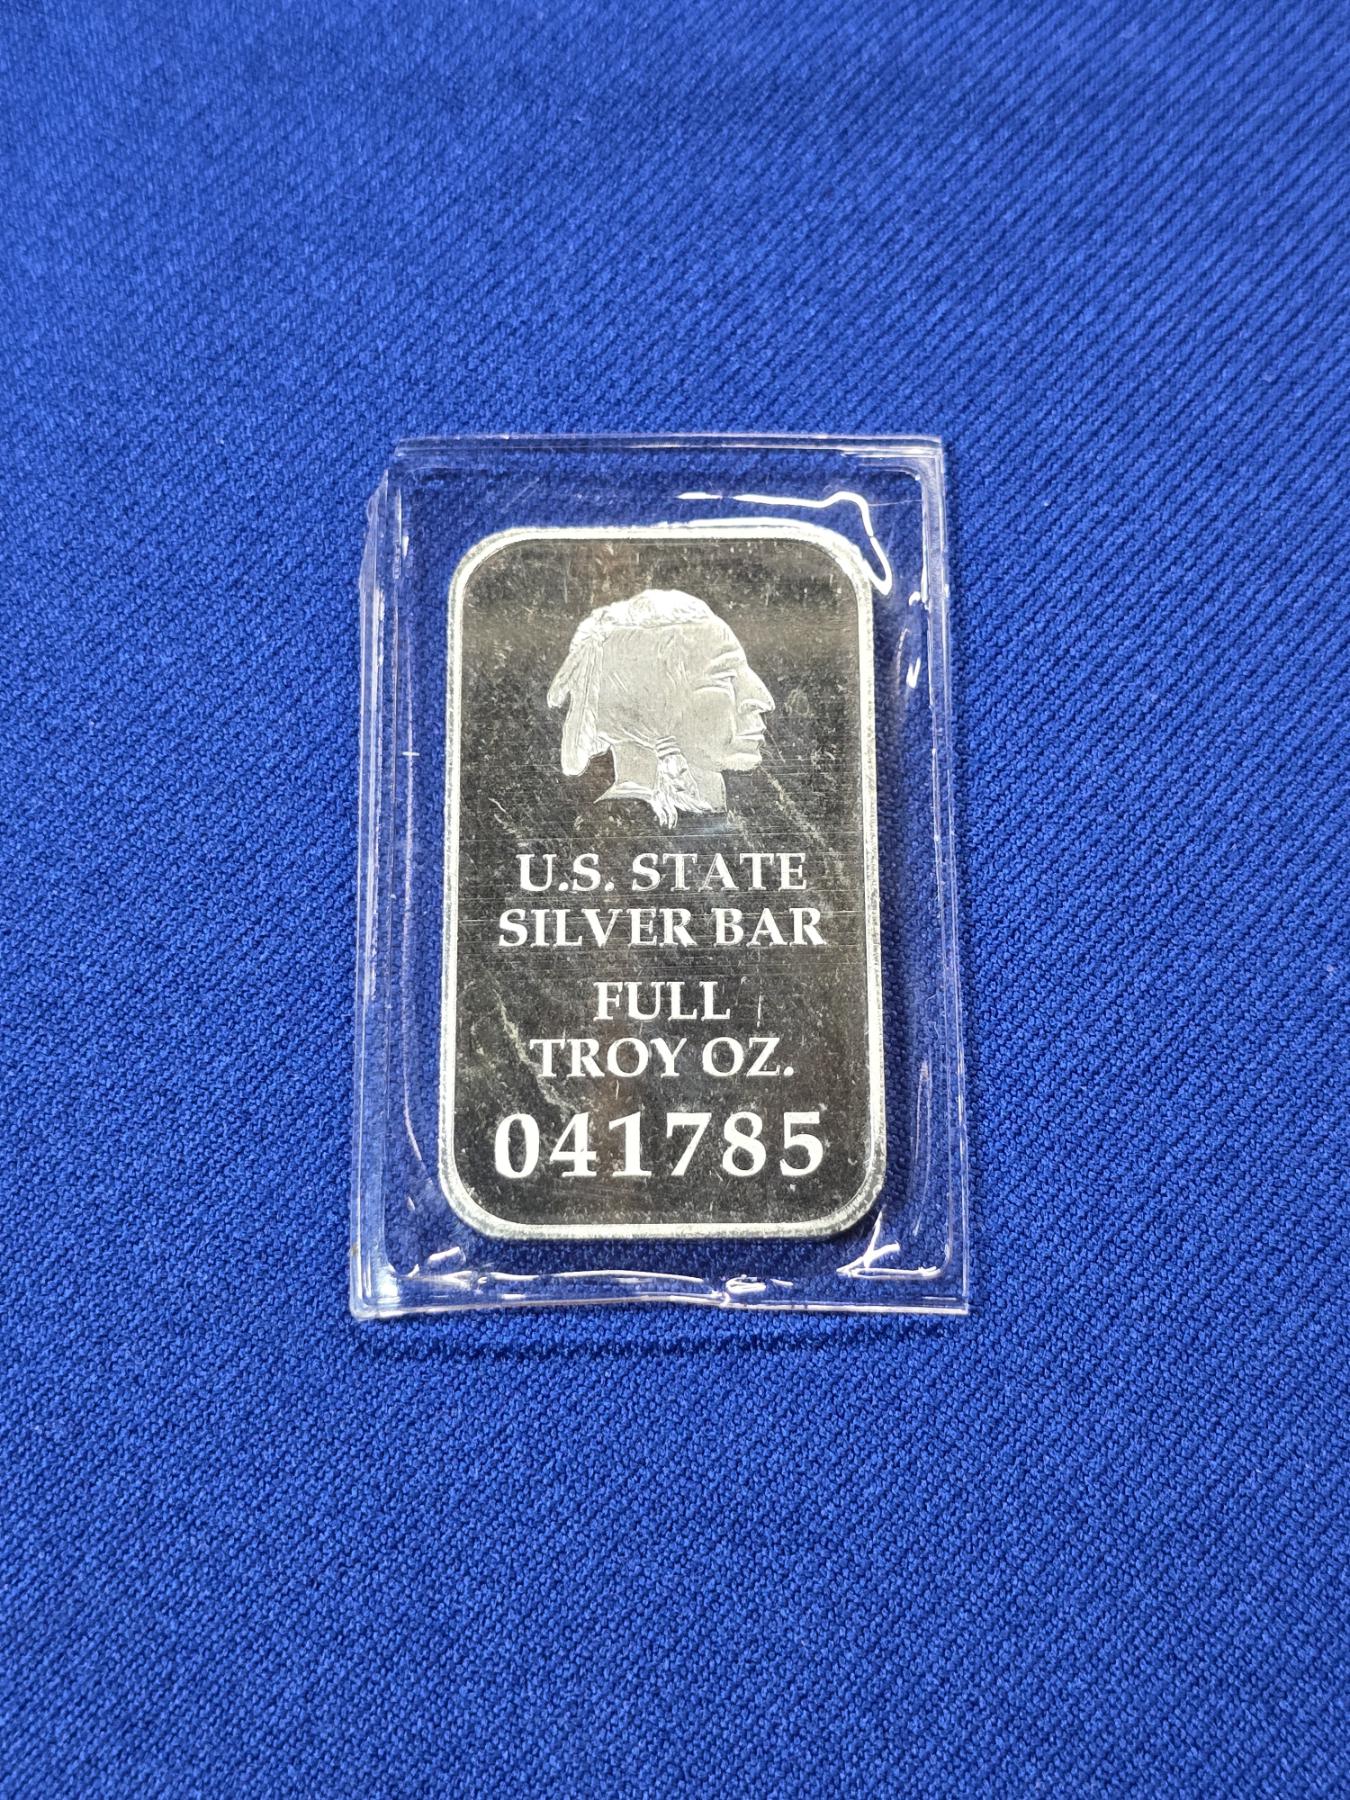 U.S. STATE
SILVER BAR
FULL
TROY OZ.
041785